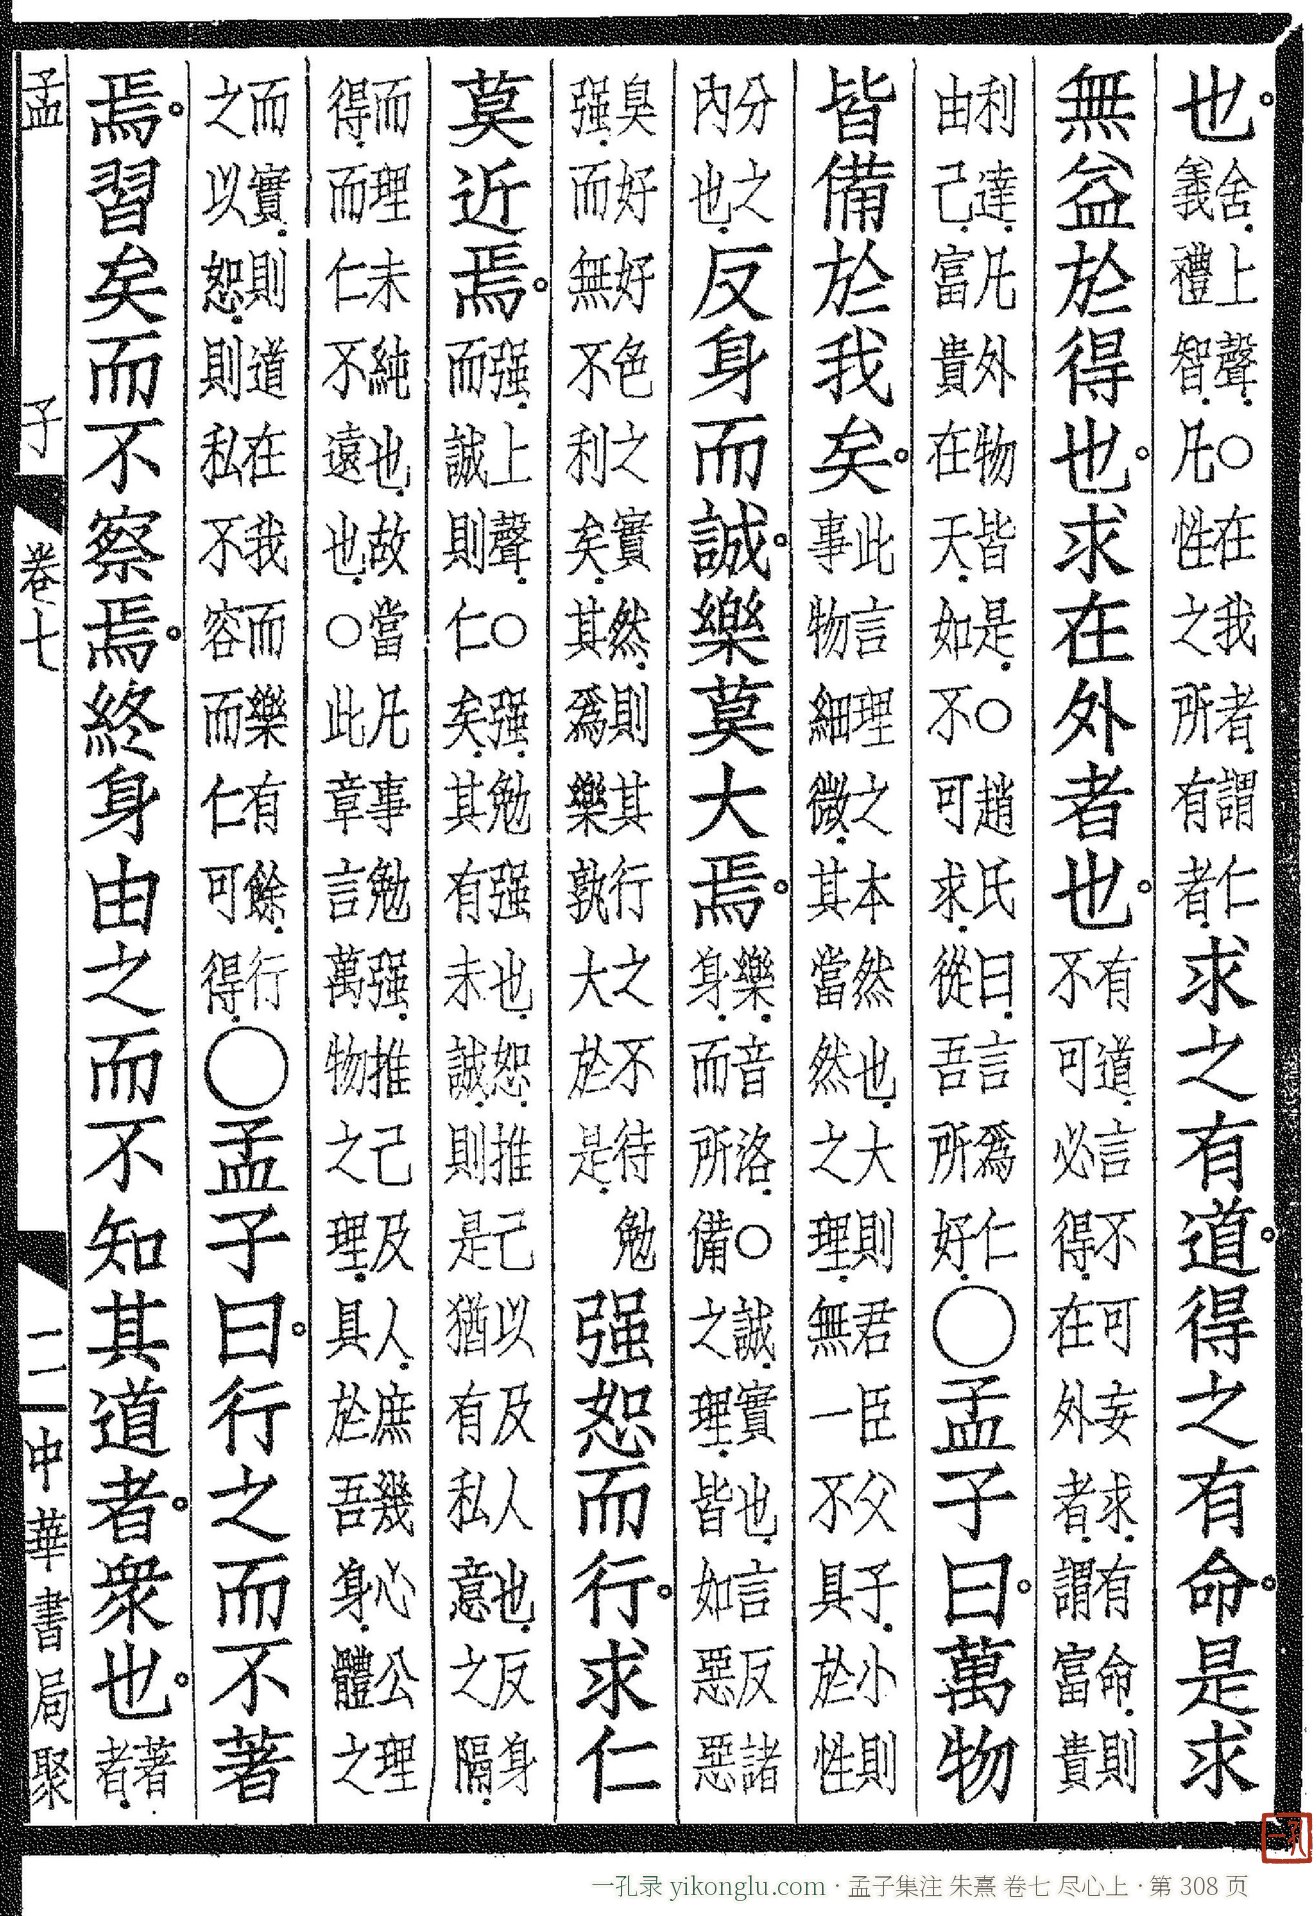 也。舍.上聲.○在我者.謂仁義禮智.凡性之所有者.求之有道。得之有命。是求
無益於得也。求在外者也。有道.言不可妄求.有命.則不可必得.在外者.謂富貴
利達.凡外物皆是.○趙氏曰.言爲仁由己.富貴在天.如不可求.從吾所好.○孟子曰。萬物
皆備於我矣。此言理之本然也.大則君臣父子.小則事物細微.其當然之理.無一不具於性
分之內也.反身而誠。樂莫大焉。樂.音洛.○誠.實也.言反諸身.而所備之理.皆如惡惡
臭好好色之實然.則其行之不待勉强.而無不利矣.其爲樂孰大於是.强恕而行。求仁
莫近焉。强.上聲.○强.勉强也.恕.推己以及人也.反身而誠則仁矣.其有未誠.則是猶有私意之隔.
而理未純也.故當凡事勉强.推己及人.庶幾心公理得.而仁不遠也.○此章言萬物之理.具於吾身.體之
而實.則道在我而樂有餘.行之以恕.則私不容而仁可得.○孟子曰。行之而不著
焉。習矣而不察焉。終身由之而不知其道者。衆也。著者.
孟子 卷七 二一 中華書局聚
一孔
一孔录 yikonglu.com · 孟子集注 朱熹 卷七 尽心上 · 第 308 页